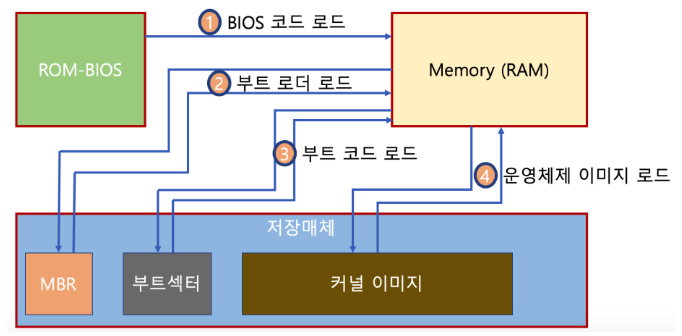 ① BIOS 코드 로드
ROM-BIOS
Memory (RAM)
② 부트 로더 로드
③ 부트 코드 로드
④ 운영체제 이미지 로드
저장매체
MBR
부트섹터
커널 이미지